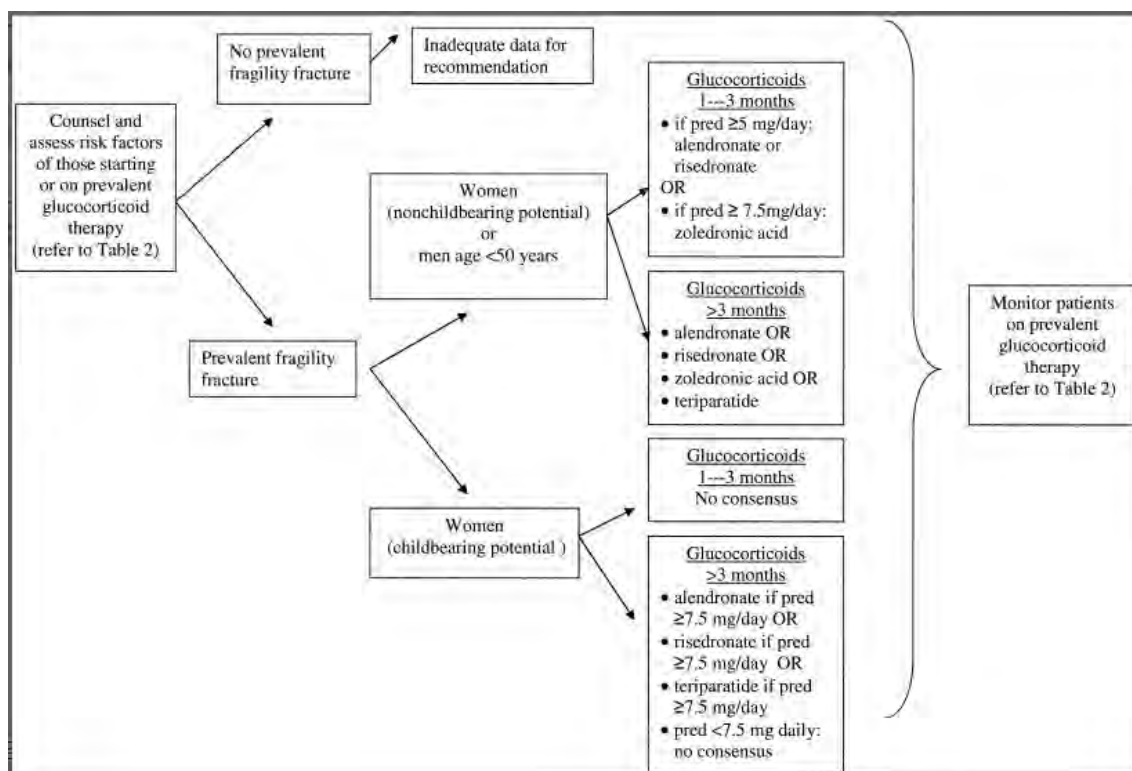 No prevalent
fragility fracture
Inadequate data for
recommendation
Counsel and
assess risk factors
of those starting
or on prevalent
glucocorticoid
therapy
(refer to Table 2)
Prevalent fragility
fracture
Women
(nonchildbearing potential)
or
men age <50 years
Women
(childbearing potential )
Glucocorticoids
1---3 months
• if pred ≥5 mg/day:
alendronate or
risedronate
OR
• if pred ≥ 7.5mg/day:
zoledronic acid
Glucocorticoids
>3 months
• alendronate OR
• risedronate OR
• zoledronic acid OR
• teriparatide
Glucocorticoids
1---3 months
No consensus
Glucocorticoids
>3 months
• alendronate if pred
≥7.5 mg/day OR
• risedronate if pred
≥7.5 mg/day  OR
• teriparatide if pred
≥7.5 mg/day
• pred <7.5 mg daily:
no consensus
Monitor patients
on prevalent
glucocorticoid
therapy
(refer to Table 2)